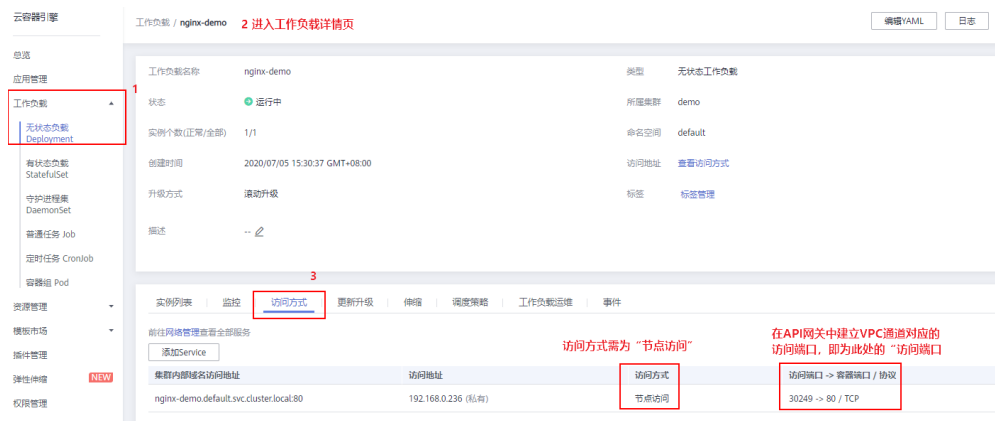 云容器引擎
工作负载 / nginx-demo
2 进入工作负载详情页
编辑YAML
日志
总览
应用管理
工作负载
1
无状态负载
Deployment
有状态负载
StatefulSet
守护进程集
DaemonSet
普通任务 Job
定时任务 CronJob
容器组 Pod
资源管理
模板市场
插件管理
弹性伸缩 NEW
权限管理
工作负载名称 nginx-demo 类型 无状态工作负载
状态 运行中 所属集群 demo
实例个数(正常/全部) 1/1 命名空间 default
创建时间 2020/07/05 15:30:37 GMT+08:00 访问地址 查看访问方式
升级方式 滚动升级 标签 标签管理
描述 --
3
实例列表 监控 访问方式 更新升级 伸缩 调度策略 工作负载运维 事件
前往网络管理查看全部服务
添加Service
访问方式需为“节点访问”
在API网关中建立VPC通道对应的
访问端口，即为此处的“访问端口
集群内部域名访问地址 访问地址 访问方式 访问端口 -> 容器端口 / 协议
nginx-demo.default.svc.cluster.local:80 192.168.0.236 (私有) 节点访问 30249 -> 80 / TCP